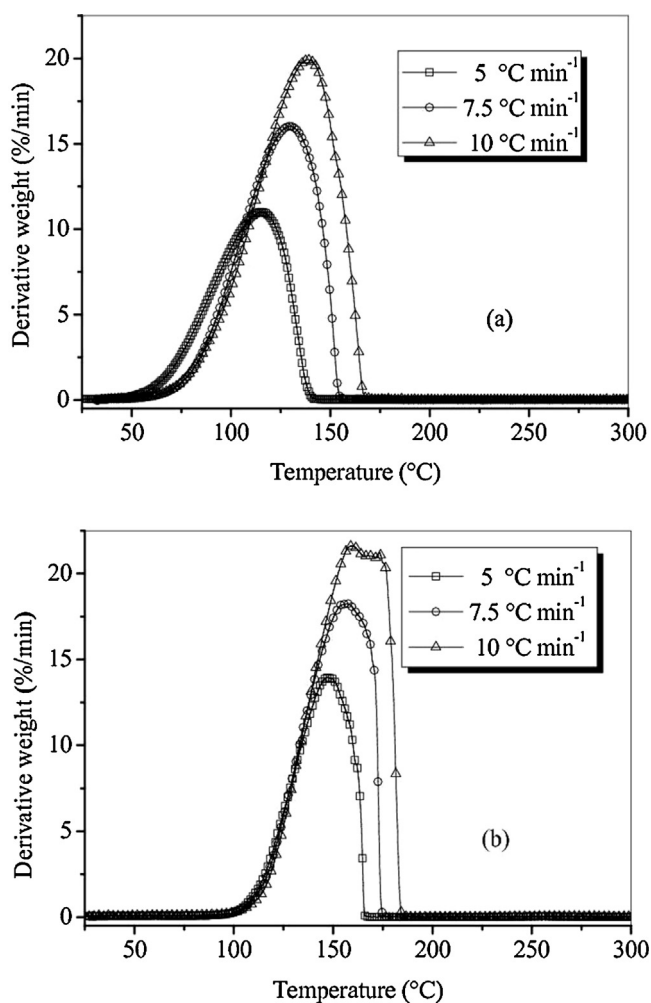 20
15
10
5
0
Derivative weight (%/min)
5 °C min⁻¹
7.5 °C min⁻¹
10 °C min⁻¹
(a)
50 100 150 200 250 300
Temperature (°C)
20
15
10
5
0
Derivative weight (%/min)
5 °C min⁻¹
7.5 °C min⁻¹
10 °C min⁻¹
(b)
50 100 150 200 250 300
Temperature (°C)